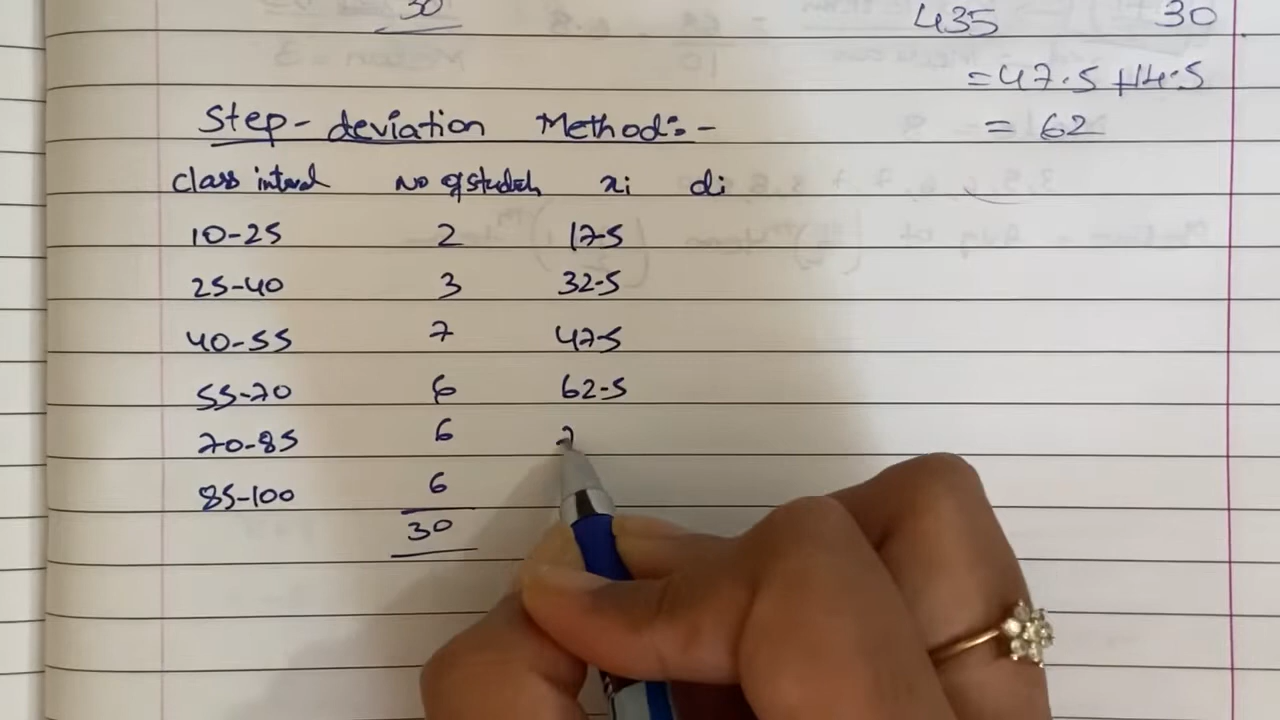 30 435 30
= 47.5 + 14.5
Step-deviation Method:-
= 62
class interval No of students xi di
10-25 2 17.5
25-40 3 32.5
40-55 7 47.5
55-70 6 62.5
70-85 6 7
85-100 6
30